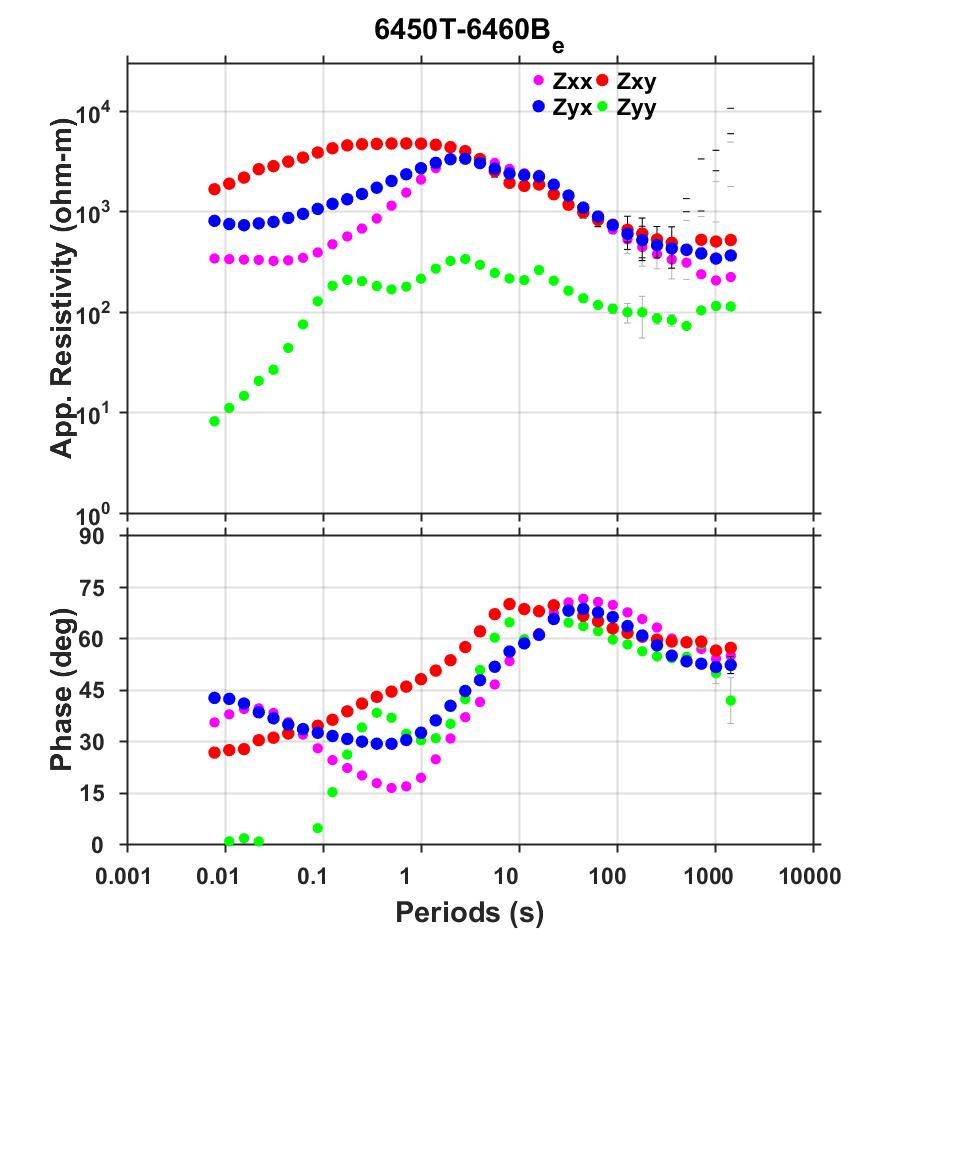 6450T-6460Be
Zxx Zxy
Zyx Zyy
App. Resistivity (ohm-m)
10^4
10^3
10^2
10^1
10^0
Phase (deg)
90
75
60
45
30
15
0
0.001 0.01 0.1 1 10 100 1000 10000
Periods (s)